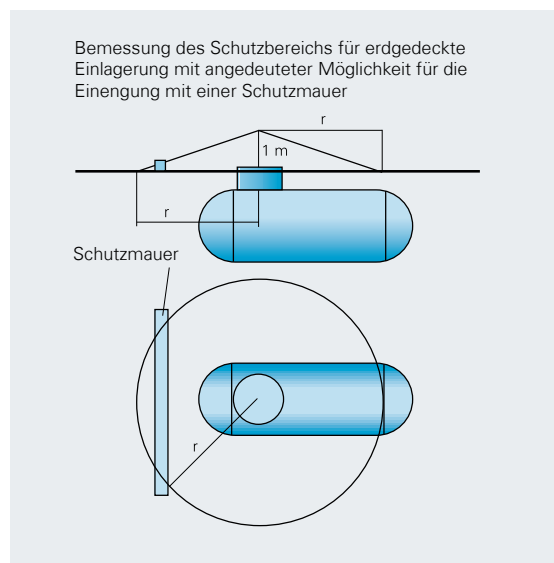 Bemessung des Schutzbereichs für erdgedeckte
Einlagerung mit angedeuteter Möglichkeit für die
Einengung mit einer Schutzmauer
r
1 m
r
Schutzmauer
r